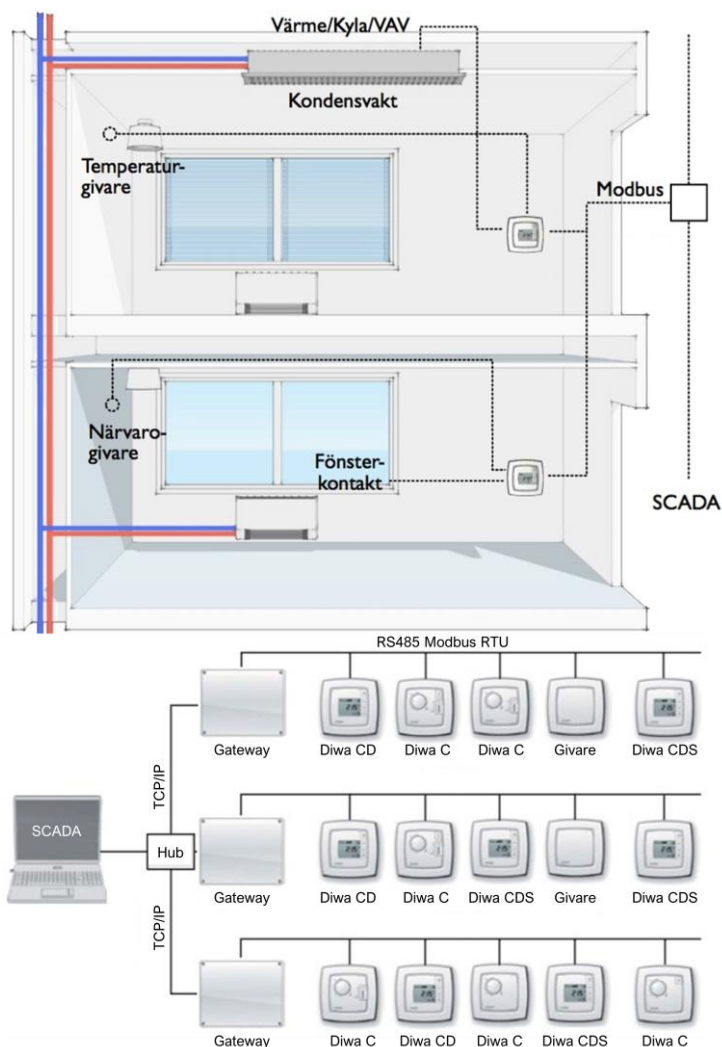 Värme/Kyla/VAV
Kondensvakt
Temperatur-
givare
Modbus
Närvaro-
givare
Fönster-
kontakt
SCADA
RS485 Modbus RTU
Gateway
Diwa CD
Diwa C
Diwa C
Givare
Diwa CDS
TCP/IP
SCADA
Hub
Gateway
Diwa CD
Diwa C
Diwa CDS
Givare
Diwa CDS
TCP/IP
Gateway
Diwa C
Diwa CD
Diwa C
Diwa CDS
Diwa C